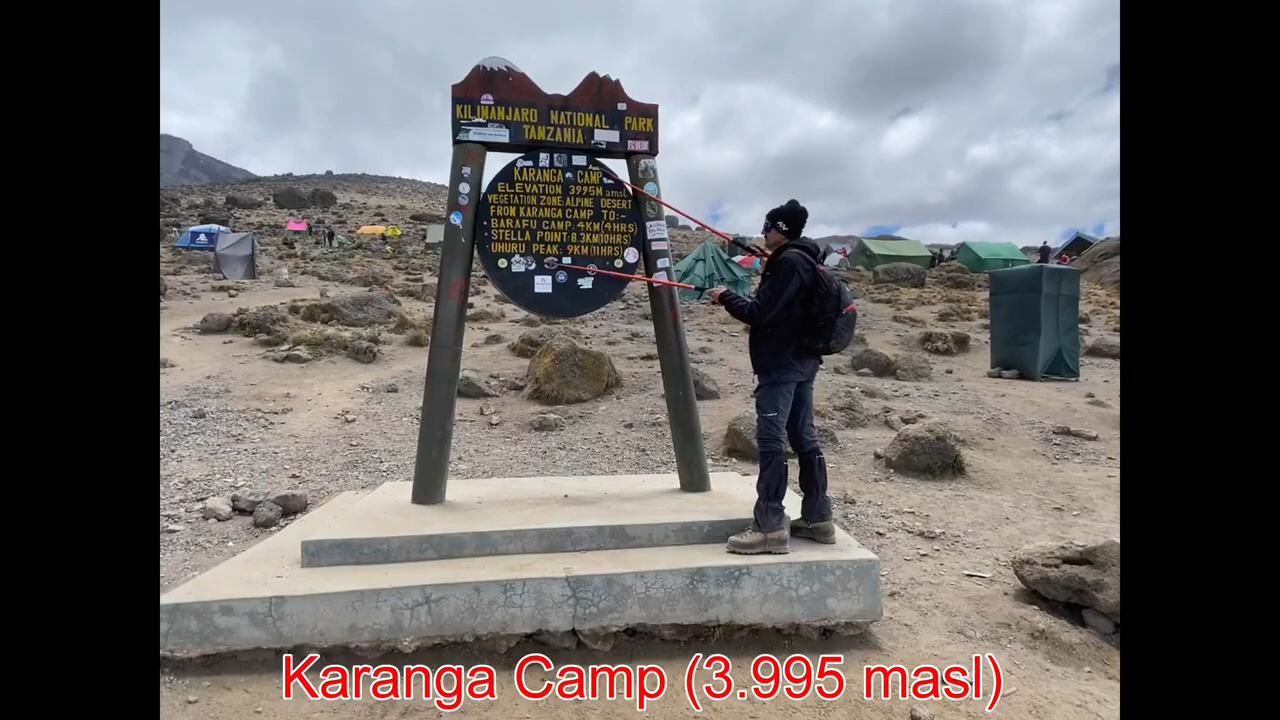 KILIMANJARO NATIONAL PARK
TANZANIA
KARANGA CAMP
ELEVATION 3995M amsl
VEGETATION ZONE:ALPINE DESERT
FROM KARANGA CAMP TO:-
BARAFU CAMP:4KM(4HRS)
STELLA POINT:8.3KM(10HRS)
UHURU PEAK: 9KM(11HRS)
Karanga Camp (3.995 masl)